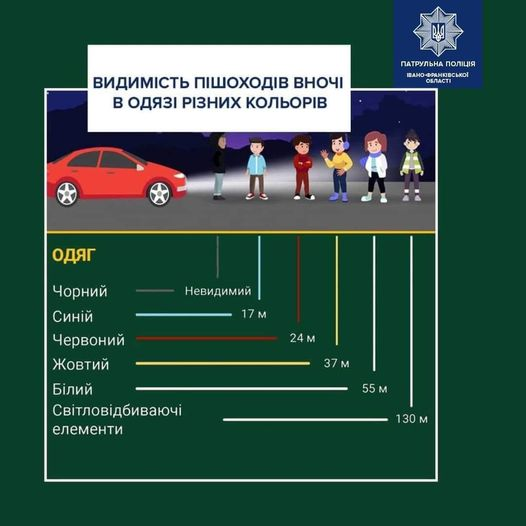 ПАТРУЛЬНА ПОЛІЦІЯ
ІВАНО-ФРАНКІВСЬКОЇ
ОБЛАСТІ
ВИДИМІСТЬ ПІШОХОДІВ ВНОЧІ
В ОДЯЗІ РІЗНИХ КОЛЬОРІВ
ОДЯГ
Чорний Невидимий
Синій 17 м
Червоний 24 м
Жовтий 37 м
Білий 55 м
Світловідбиваючі
елементи 130 м